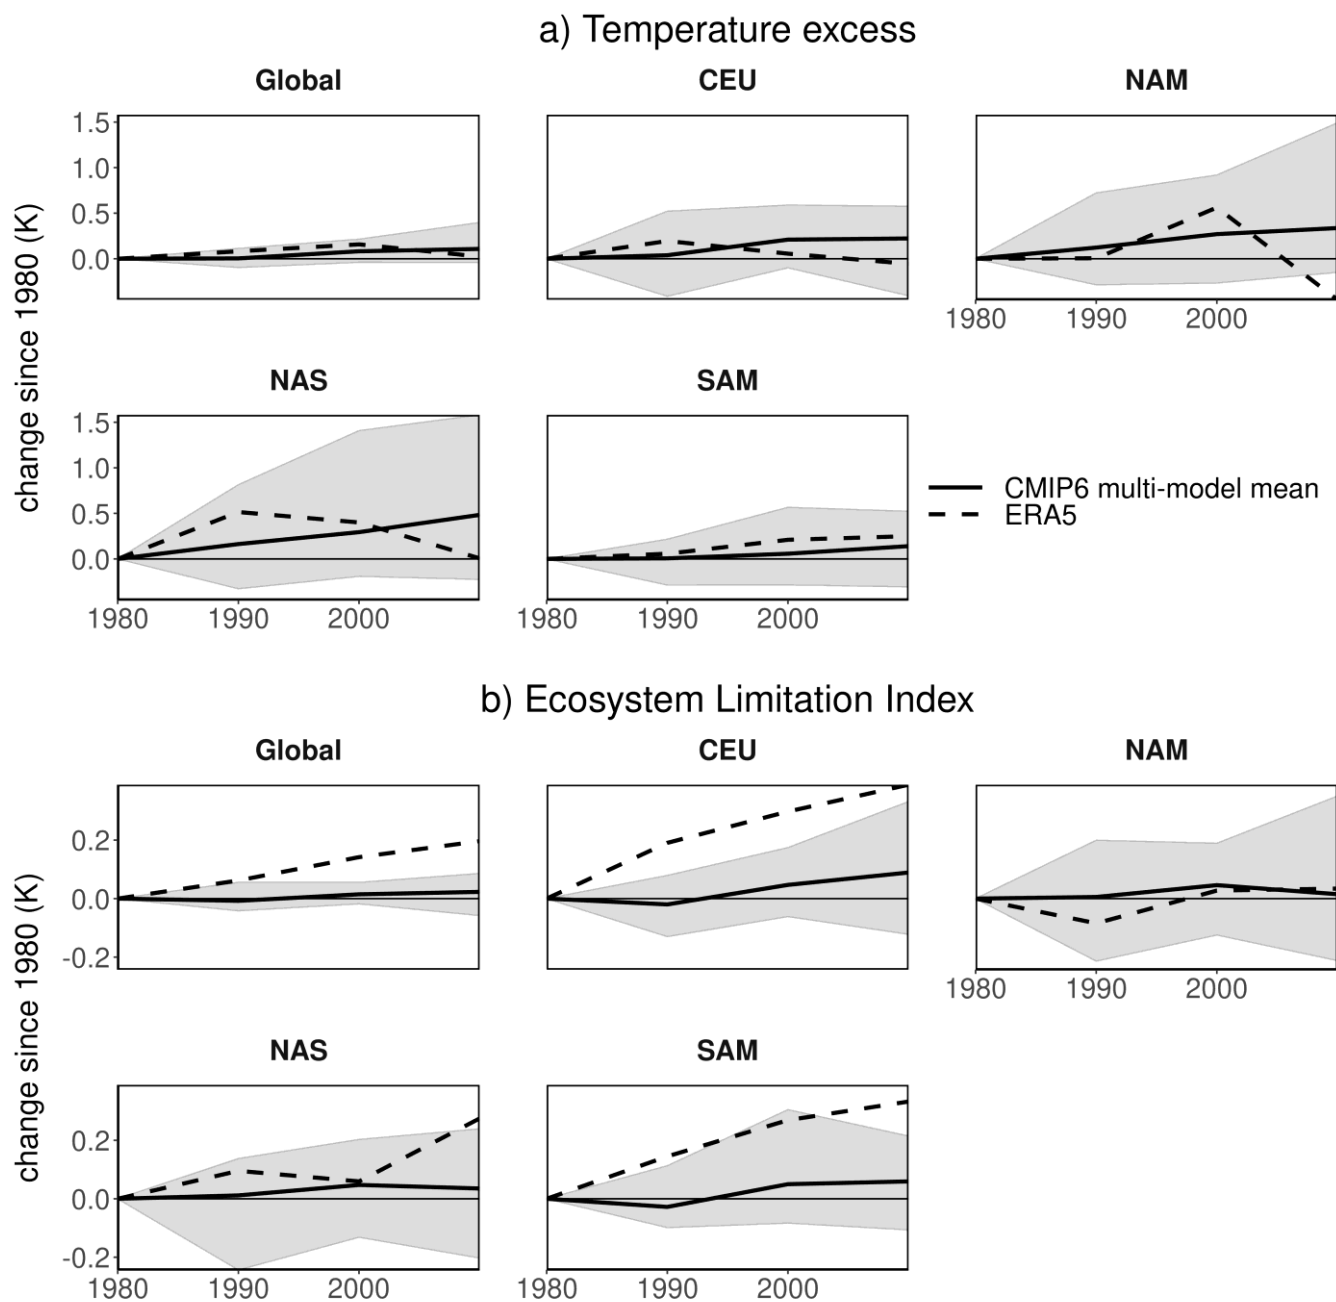 a) Temperature excess
Global
CEU
NAM
1.5
1.0
0.5
0.0
change since 1980 (K)
1980
1990
2000
NAS
SAM
1.5
1.0
0.5
0.0
1980
1990
2000
1980
1990
2000
CMIP6 multi-model mean
ERA5
b) Ecosystem Limitation Index
Global
CEU
NAM
0.2
0.0
-0.2
change since 1980 (K)
1980
1990
2000
NAS
SAM
0.2
0.0
-0.2
1980
1990
2000
1980
1990
2000